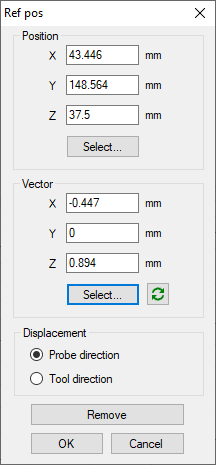 Ref pos
Position
X 43.446 mm
Y 148.564 mm
Z 37.5 mm
Select...
Vector
X -0.447 mm
Y 0 mm
Z 0.894 mm
Select...
Displacement
Probe direction
Tool direction
Remove
OK Cancel